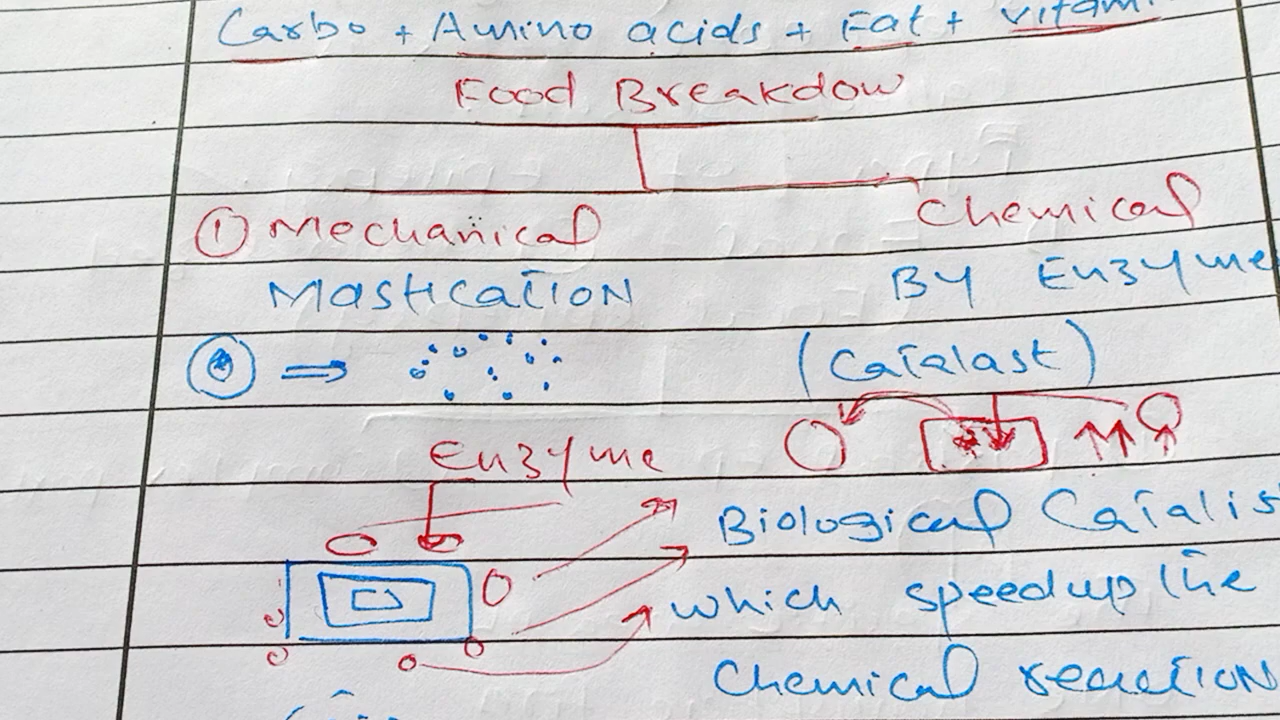 Carbo + Amino acids + Fat + Vitami
Food Breakdow
① Mechanical
Chemical
Mastication
By Enzyme
(Catalast)
Enzyme
Biological Catalis
which speedup the
Chemical reaction